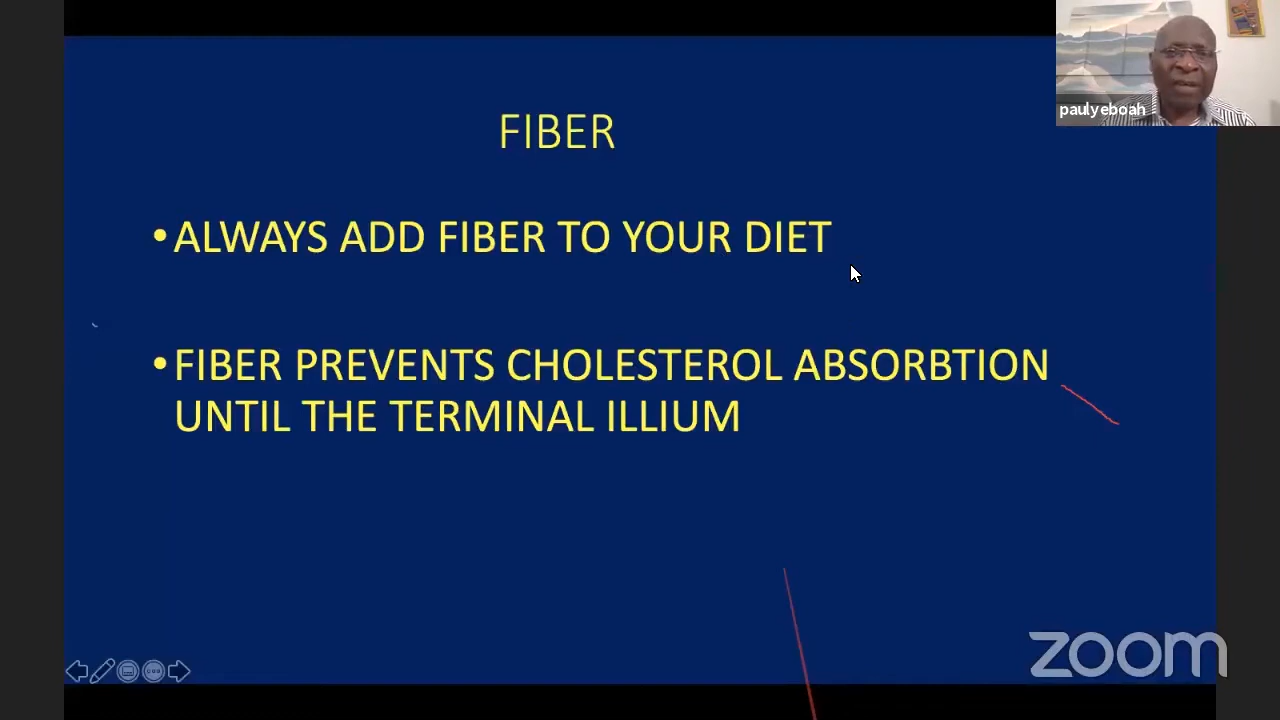 paulyeboah
FIBER
•ALWAYS ADD FIBER TO YOUR DIET
•FIBER PREVENTS CHOLESTEROL ABSORBTION
UNTIL THE TERMINAL ILLIUM
zoom